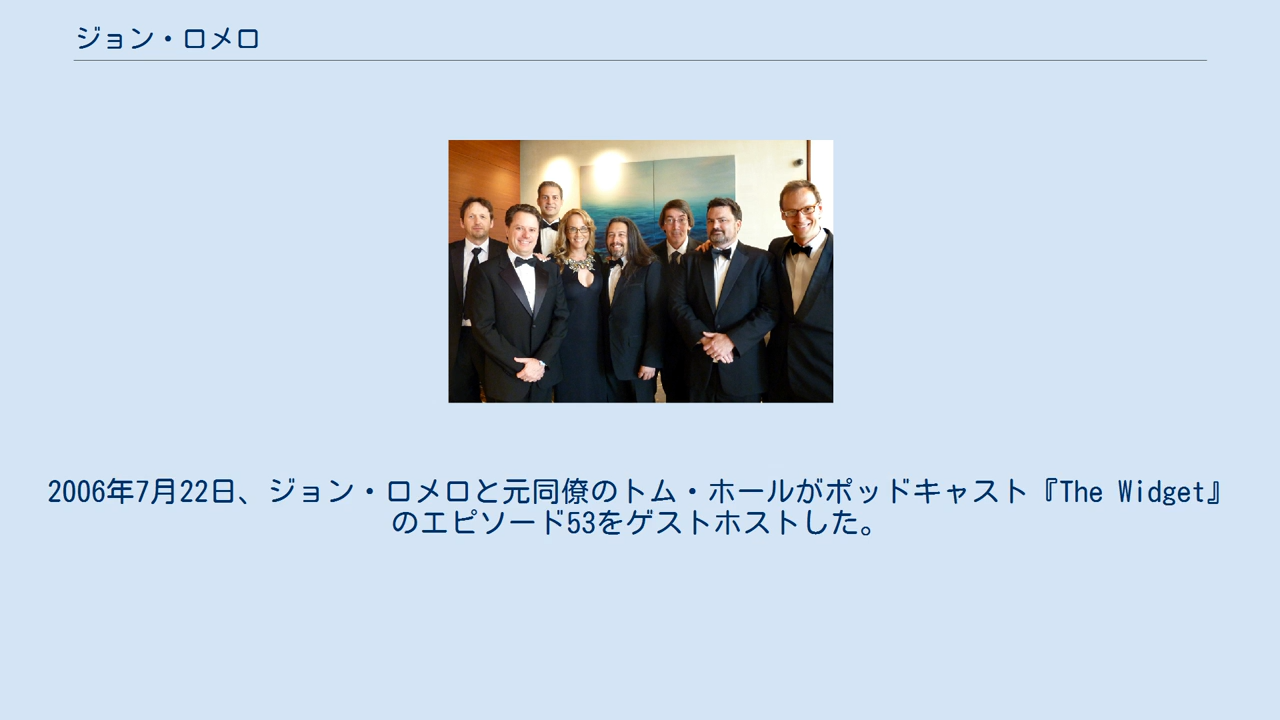 ジョン・ロメロ
2006年7月22日、ジョン・ロメロと元同僚のトム・ホールがポッドキャスト『The Widget』
のエピソード53をゲストホストした。